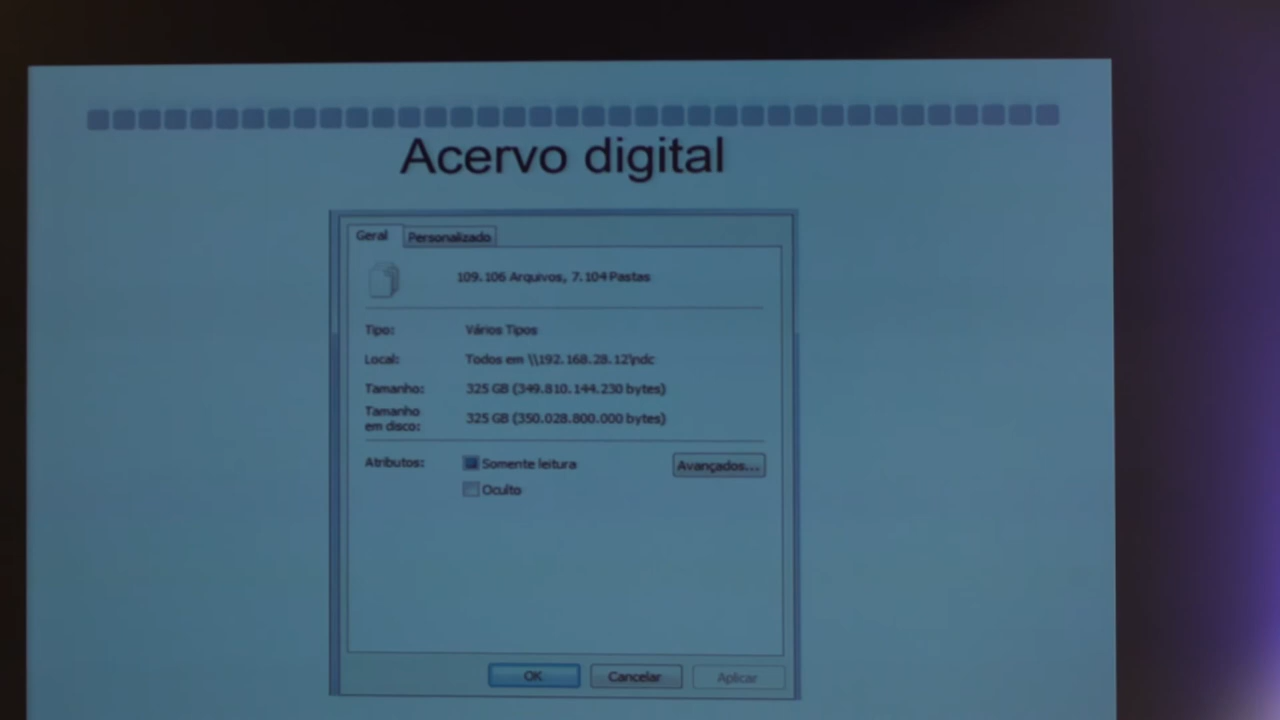 Acervo digital
Geral Personalizado
109.106 Arquivos, 7.104 Pastas
Tipo: Vários Tipos
Local: Todos em \\192.168.28.12\ndc
Tamanho: 325 GB (349.810.144.230 bytes)
Tamanho em disco: 325 GB (350.028.800.000 bytes)
Atributos: Somente leitura Avançados...
Oculto
OK Cancelar Aplicar